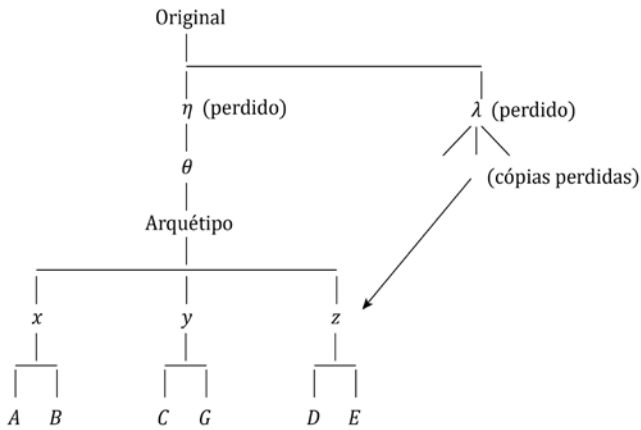 Original
η (perdido)
λ (perdido)
θ
(cópias perdidas)
Arquétipo
x
y
z
A
B
C
G
D
E